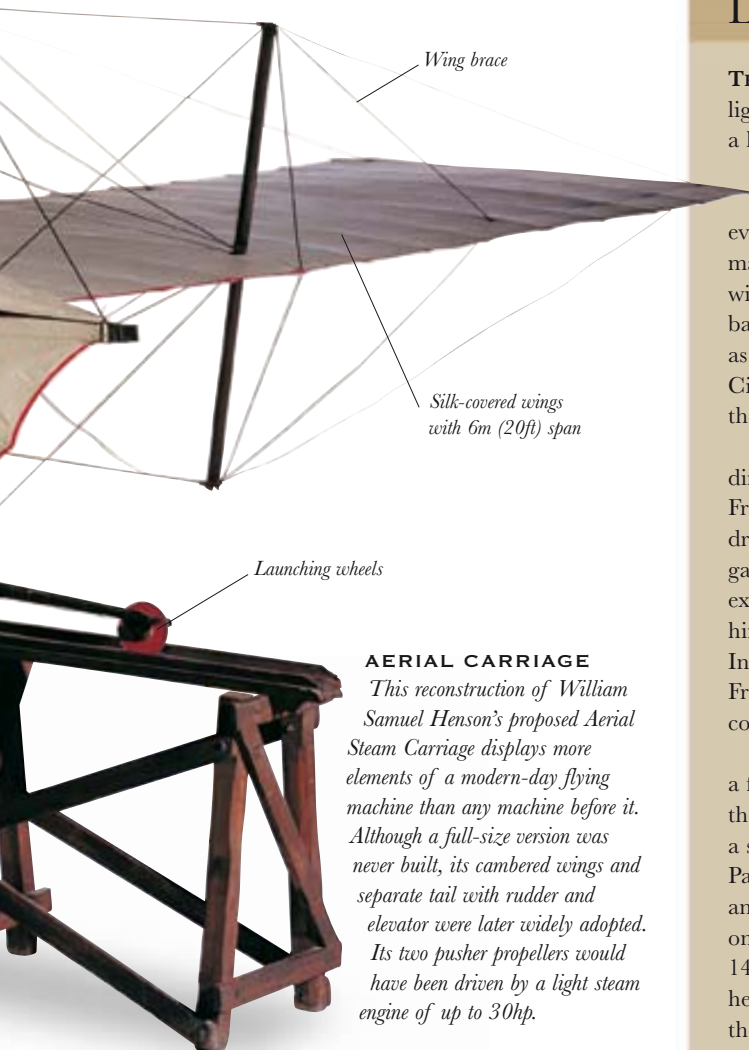 Wing brace
Silk-covered wings
with 6m (20ft) span
Launching wheels
AERIAL CARRIAGE
This reconstruction of William
Samuel Henson's proposed Aerial
Steam Carriage displays more
elements of a modern-day flying
machine than any machine before it.
Although a full-size version was
never built, its cambered wings and
separate tail with rudder and
elevator were later widely adopted.
Its two pusher propellers would
have been driven by a light steam
engine of up to 30hp.